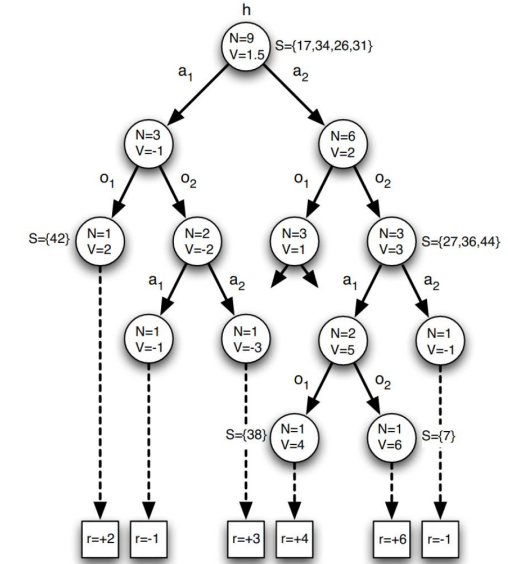 h
N=9
V=1.5
S={17,34,26,31}
a1
a2
N=3
V=-1
N=6
V=2
o1
o2
o1
o2
S={42}
N=1
V=2
N=2
V=-2
N=3
V=1
N=3
V=3
S={27,36,44}
a1
a2
a1
a2
N=1
V=-1
N=1
V=-3
N=2
V=5
N=1
V=-1
o1
o2
S={38}
N=1
V=4
N=1
V=6
S={7}
r=+2
r=-1
r=+3
r=+4
r=+6
r=-1